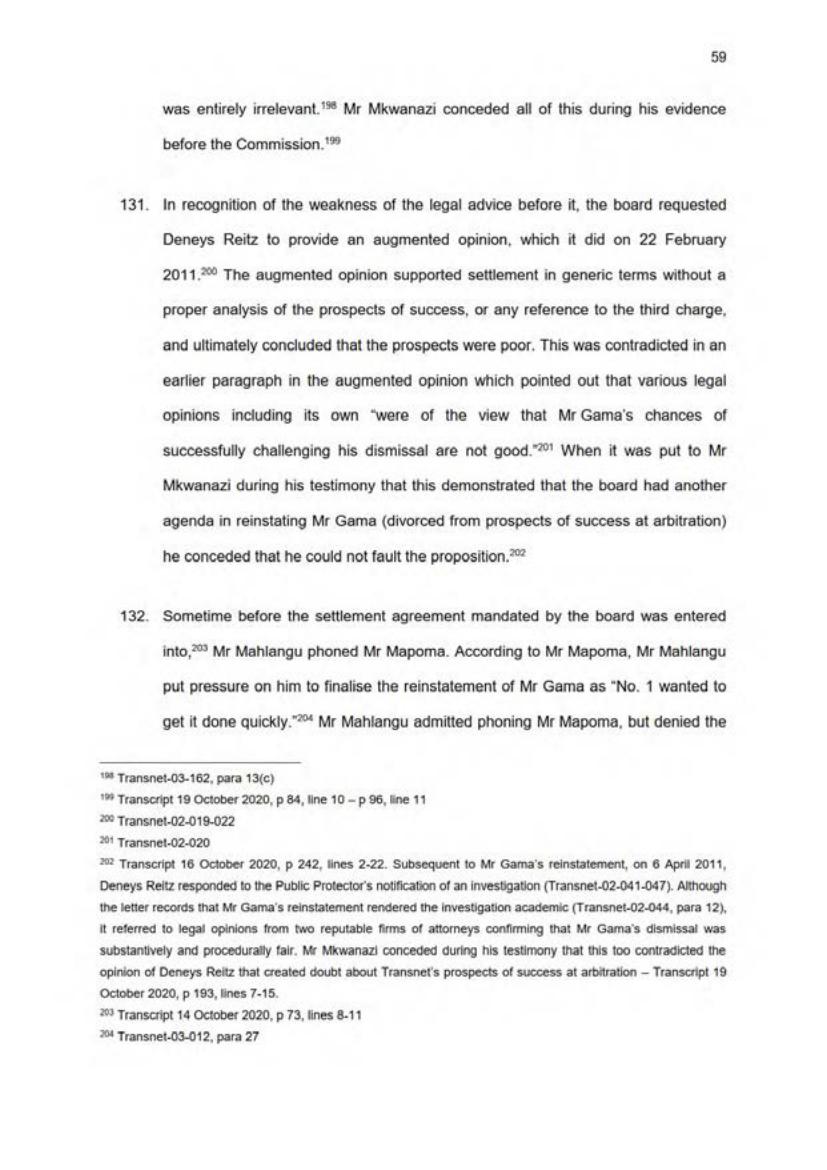 59
was entirely irrelevant.198 Mr Mkwanazi conceded all of this during his evidence
before the Commission.199
131. In recognition of the weakness of the legal advice before it, the board requested
Deneys Reitz to provide an augmented opinion, which it did on 22 February
2011.200 The augmented opinion supported settlement in generic terms without a
proper analysis of the prospects of success, or any reference to the third charge,
and ultimately concluded that the prospects were poor. This was contradicted in an
earlier paragraph in the augmented opinion which pointed out that various legal
opinions including its own “were of the view that Mr Gama’s chances of
successfully challenging his dismissal are not good.”201 When it was put to Mr
Mkwanazi during his testimony that this demonstrated that the board had another
agenda in reinstating Mr Gama (divorced from prospects of success at arbitration)
he conceded that he could not fault the proposition.202
132. Sometime before the settlement agreement mandated by the board was entered
into,203 Mr Mahlangu phoned Mr Mapoma. According to Mr Mapoma, Mr Mahlangu
put pressure on him to finalise the reinstatement of Mr Gama as “No. 1 wanted to
get it done quickly.”204 Mr Mahlangu admitted phoning Mr Mapoma, but denied the
198 Transnet-03-162, para 13(c)
199 Transcript 19 October 2020, p 84, line 10 – p 96, line 11
200 Transnet-02-019-022
201 Transnet-02-020
202 Transcript 16 October 2020, p 242, lines 2-22. Subsequent to Mr Gama’s reinstatement, on 6 April 2011,
Deneys Reitz responded to the Public Protector’s notification of an investigation (Transnet-02-041-047). Although
the letter records that Mr Gama’s reinstatement rendered the investigation academic (Transnet-02-044, para 12),
it referred to legal opinions from two reputable firms of attorneys confirming that Mr Gama’s dismissal was
substantively and procedurally fair. Mr Mkwanazi conceded during his testimony that this too contradicted the
opinion of Deneys Reitz that created doubt about Transnet’s prospects of success at arbitration – Transcript 19
October 2020, p 193, lines 7-15.
203 Transcript 14 October 2020, p 73, lines 8-11
204 Transnet-03-012, para 27